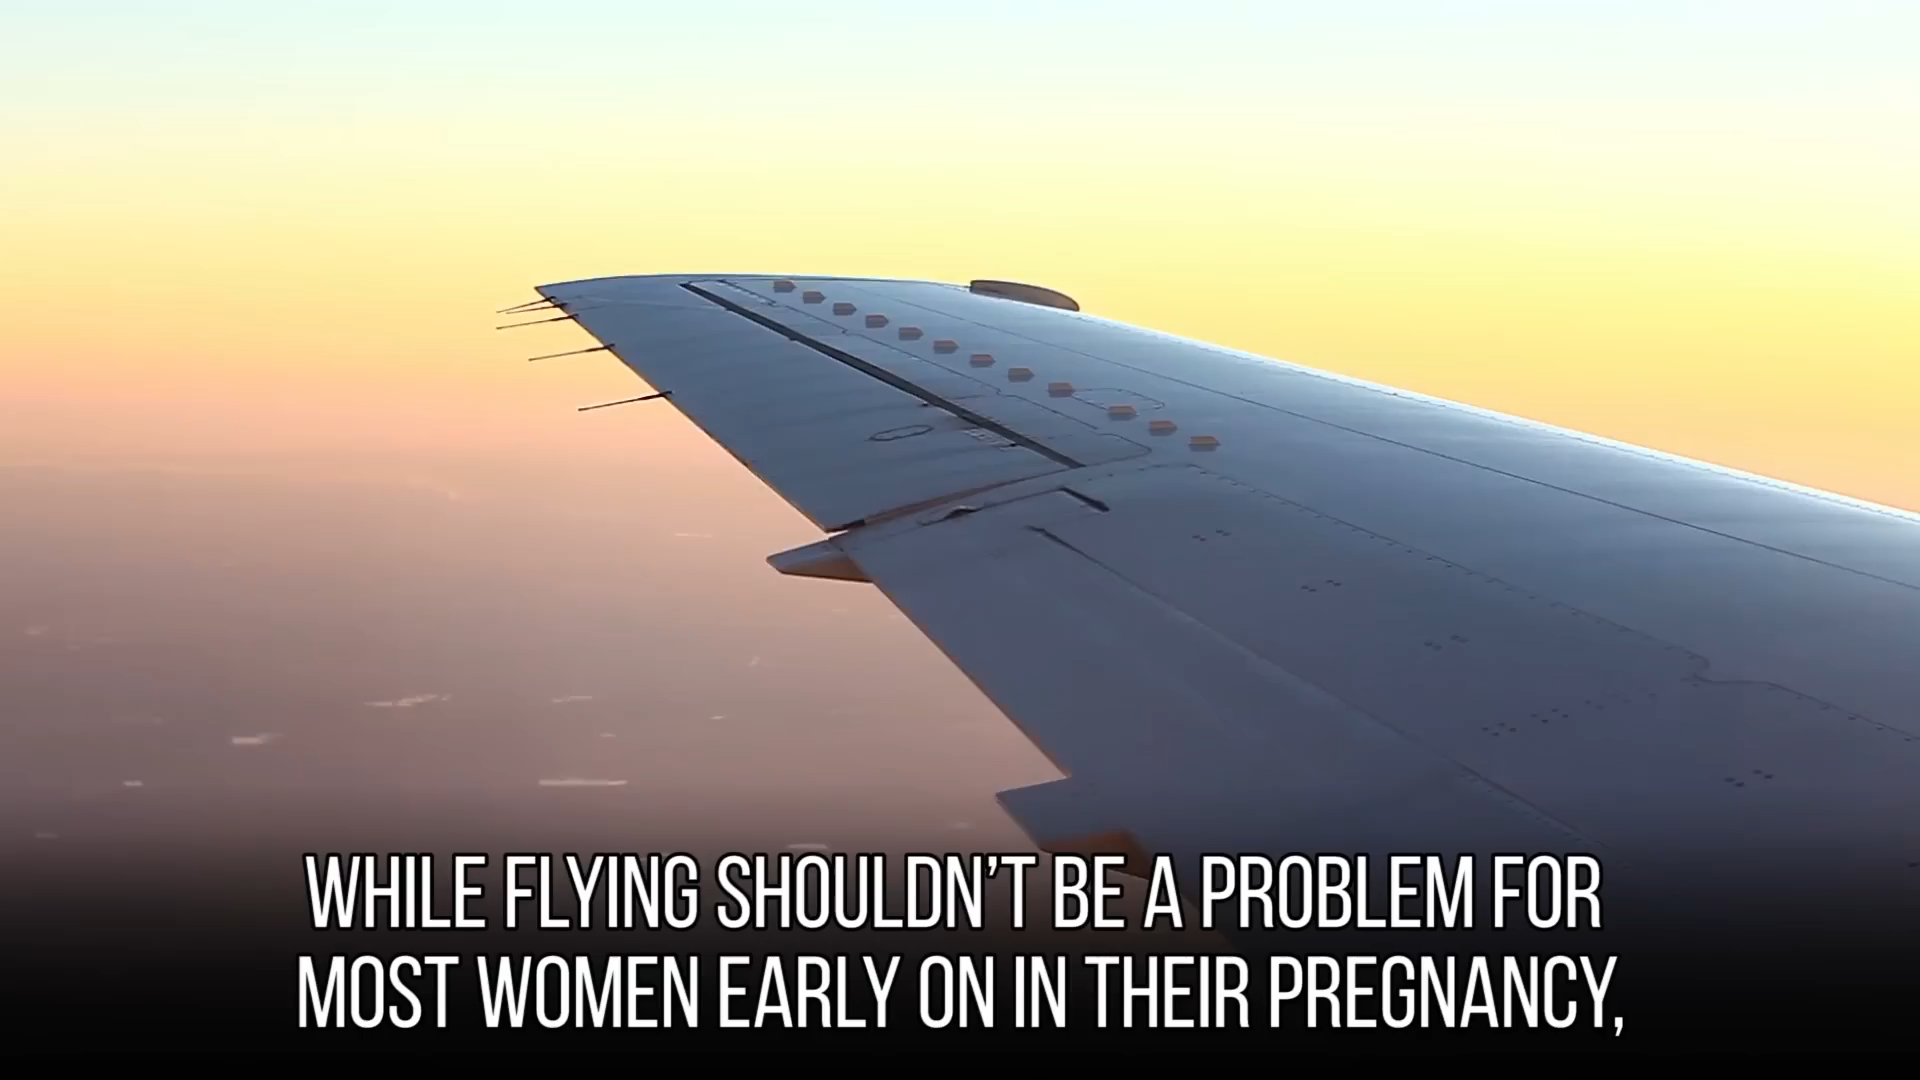 WHILE FLYING SHOULDN'T BE A PROBLEM FOR
MOST WOMEN EARLY ON IN THEIR PREGNANCY,